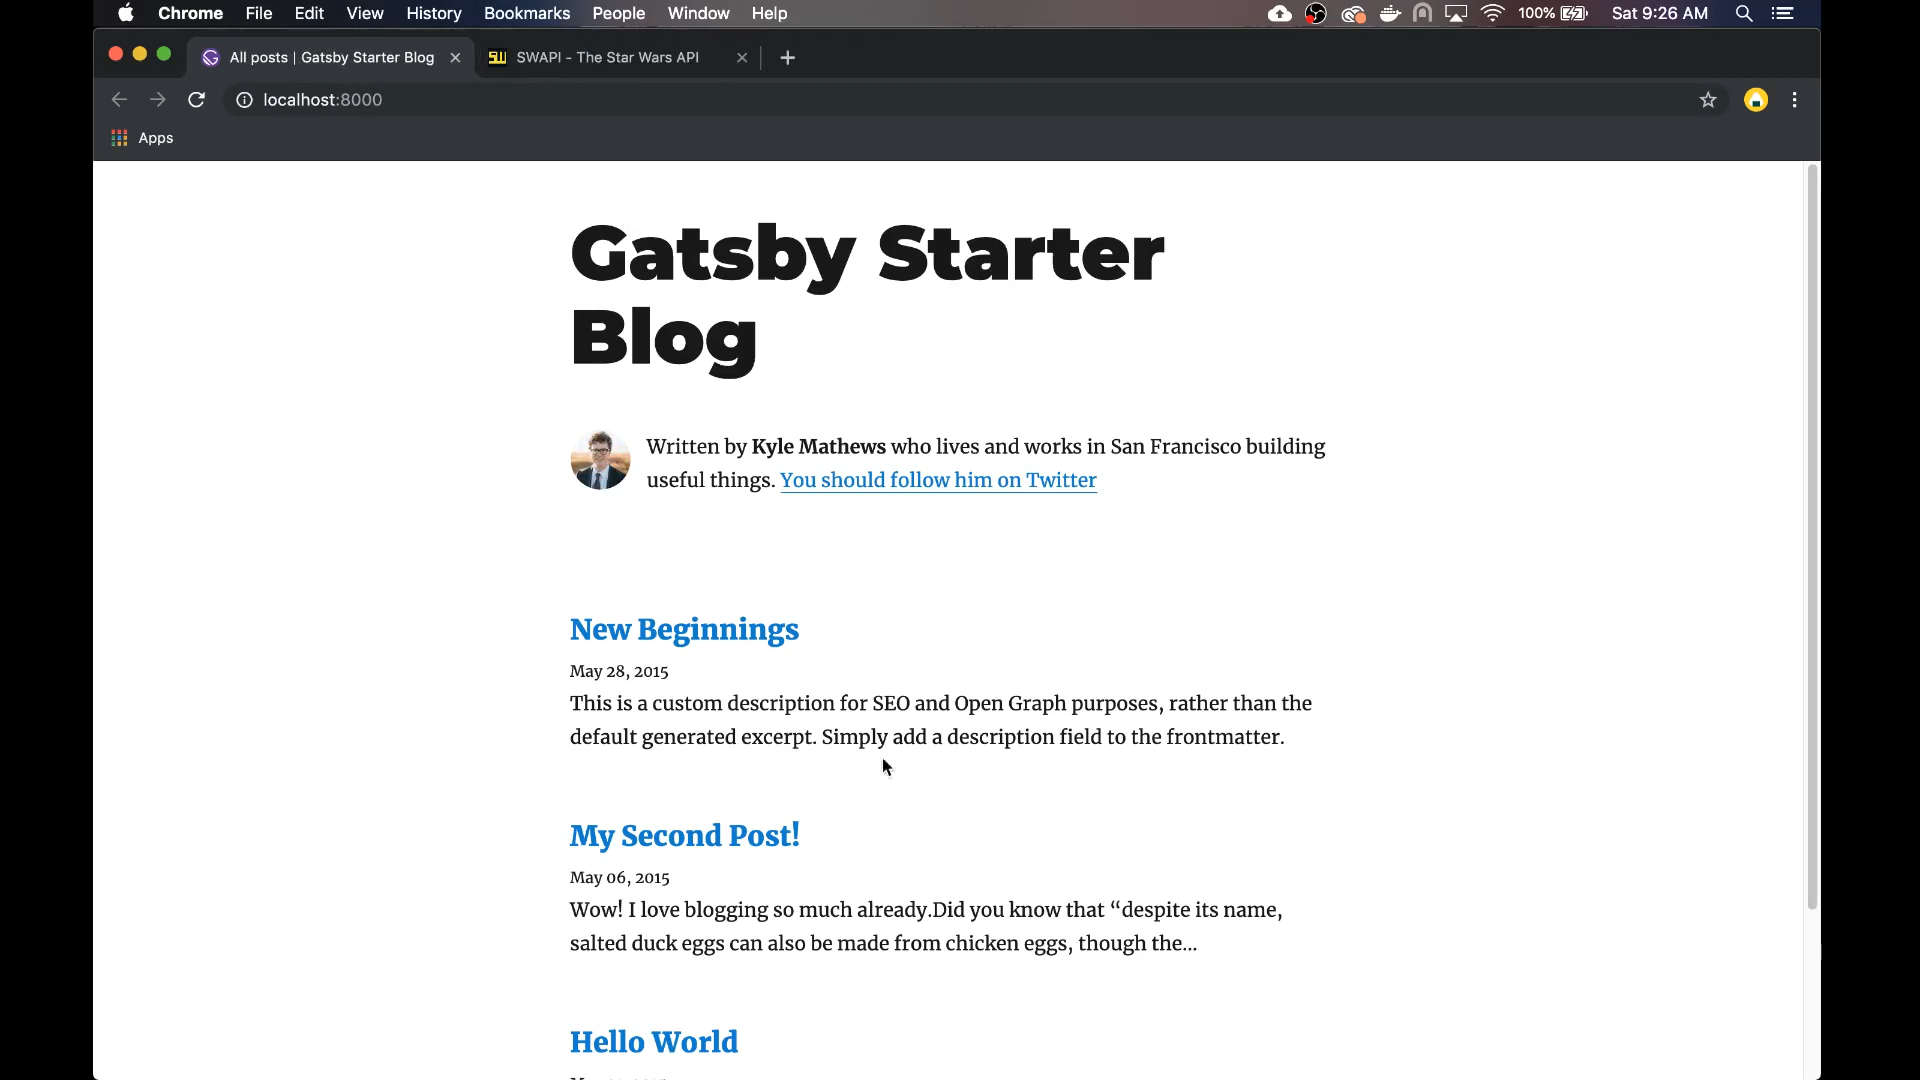 Chrome File Edit View History Bookmarks People Window Help 100% Sat 9:26 AM
All posts | Gatsby Starter Blog SWAPI - The Star Wars API
localhost:8000
Apps
Gatsby Starter
Blog
Written by Kyle Mathews who lives and works in San Francisco building
useful things. You should follow him on Twitter
New Beginnings
May 28, 2015
This is a custom description for SEO and Open Graph purposes, rather than the
default generated excerpt. Simply add a description field to the frontmatter.
My Second Post!
May 06, 2015
Wow! I love blogging so much already.Did you know that “despite its name,
salted duck eggs can also be made from chicken eggs, though the…
Hello World